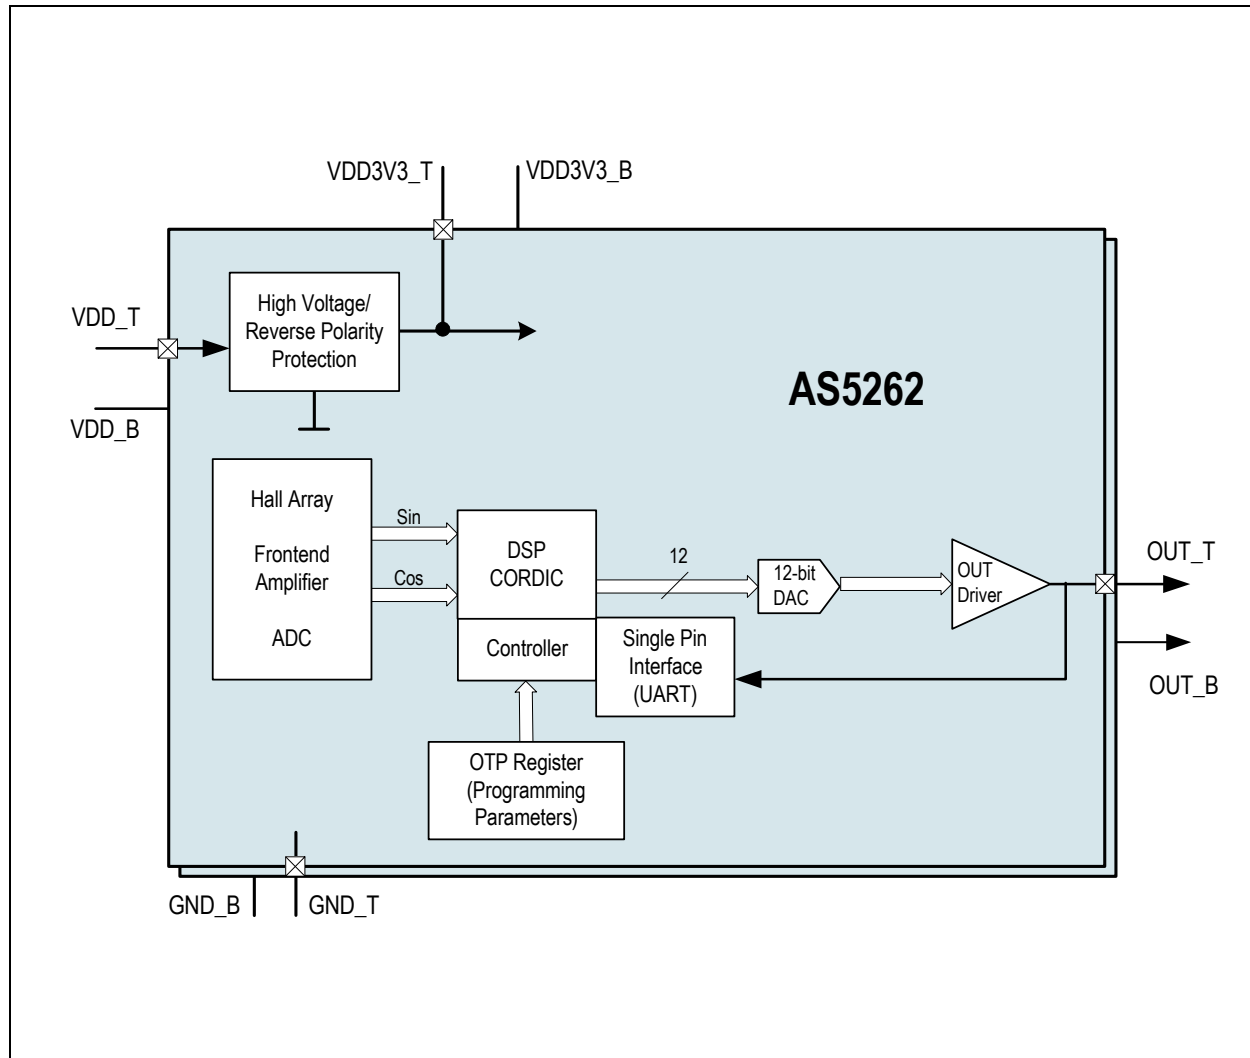 VDD3V3_T
VDD3V3_B
High Voltage/
Reverse Polarity
Protection
VDD_T
VDD_B
AS5262
Hall Array
Frontend
Amplifier
ADC
Sin
Cos
DSP
CORDIC
Controller
12
12-bit
DAC
OUT
Driver
OUT_T
OUT_B
Single Pin
Interface
(UART)
OTP Register
(Programming
Parameters)
GND_B
GND_T